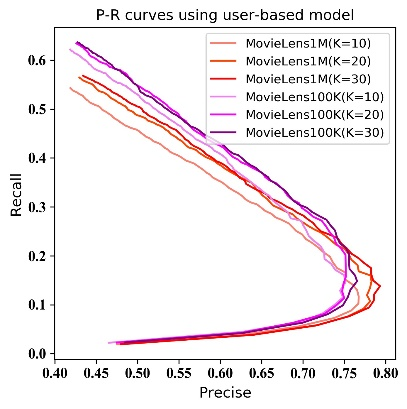 P-R curves using user-based model
MovieLens1M(K=10)
MovieLens1M(K=20)
MovieLens1M(K=30)
MovieLens100K(K=10)
MovieLens100K(K=20)
MovieLens100K(K=30)
Recall
0.6
0.5
0.4
0.3
0.2
0.1
0.0
0.40 0.45 0.50 0.55 0.60 0.65 0.70 0.75 0.80
Precise